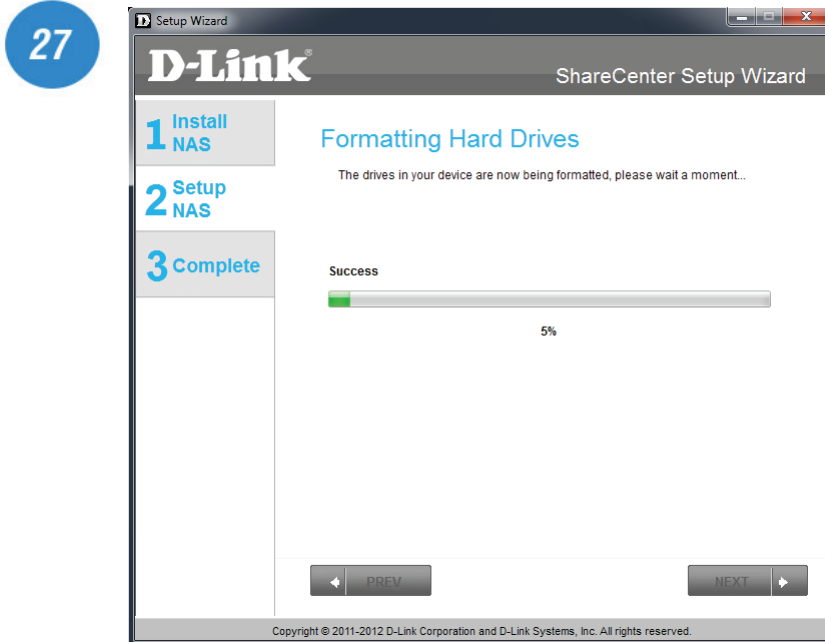 27
Setup Wizard
D-Link®
ShareCenter Setup Wizard
1 Install
NAS
2 Setup
NAS
3 Complete
Formatting Hard Drives
The drives in your device are now being formatted, please wait a moment...
Success
5%
PREV
NEXT
Copyright © 2011-2012 D-Link Corporation and D-Link Systems, Inc. All rights reserved.